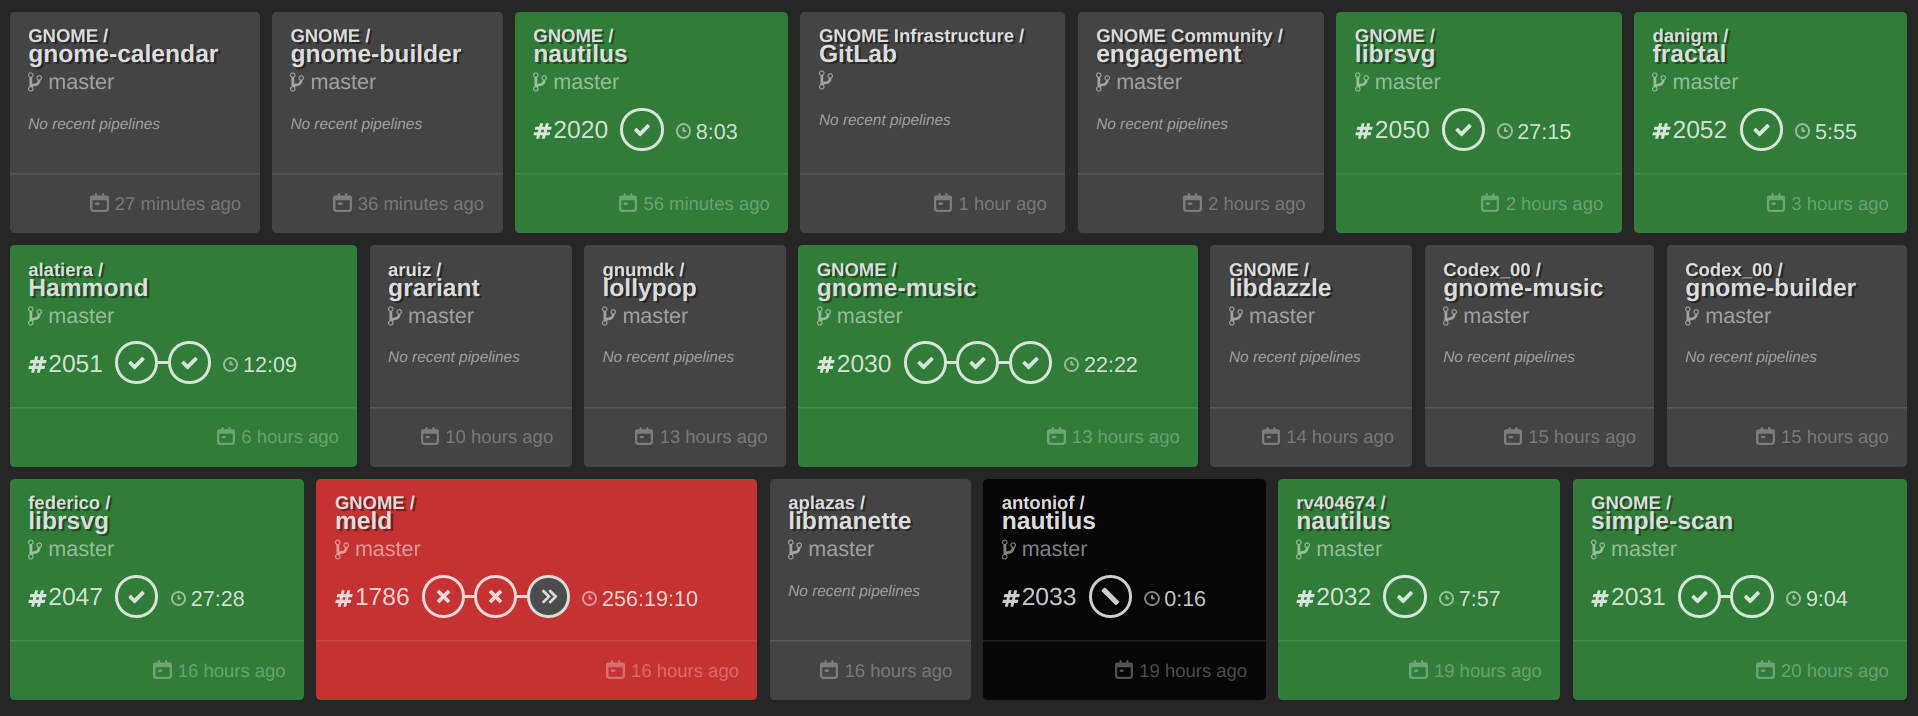 GNOME /
gnome-calendar
master
No recent pipelines
27 minutes ago
GNOME /
gnome-builder
master
No recent pipelines
36 minutes ago
GNOME /
nautilus
master
#2020 8:03
56 minutes ago
GNOME Infrastructure /
GitLab
No recent pipelines
1 hour ago
GNOME Community /
engagement
master
No recent pipelines
2 hours ago
GNOME /
librsvg
master
#2050 27:15
2 hours ago
danigm /
fractal
master
#2052 5:55
3 hours ago
alatiera /
Hammond
master
#2051 12:09
6 hours ago
aruiz /
grariant
master
No recent pipelines
10 hours ago
gnumdk /
lollypop
master
No recent pipelines
13 hours ago
GNOME /
gnome-music
master
#2030 22:22
13 hours ago
GNOME /
libdazzle
master
No recent pipelines
14 hours ago
Codex_00 /
gnome-music
master
No recent pipelines
15 hours ago
Codex_00 /
gnome-builder
master
No recent pipelines
15 hours ago
federico /
librsvg
master
#2047 27:28
16 hours ago
GNOME /
meld
master
#1786 256:19:10
16 hours ago
aplazas /
libmanette
master
No recent pipelines
16 hours ago
antoniof /
nautilus
master
#2033 0:16
19 hours ago
rv404674 /
nautilus
master
#2032 7:57
19 hours ago
GNOME /
simple-scan
master
#2031 9:04
20 hours ago